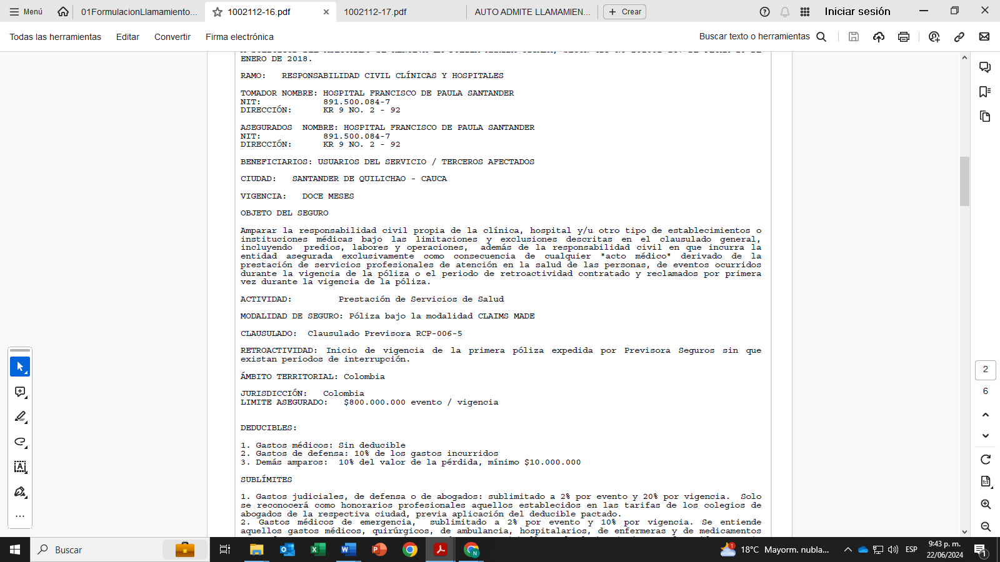 Menú
01FormulacionLlamamiento...
1002112-16.pdf
1002112-17.pdf
AUTO ADMITE LLAMAMIEN...
Crear
Iniciar sesión
Todas las herramientas
Editar
Convertir
Firma electrónica
Buscar texto o herramientas
ENERO DE 2018.
RAMO: RESPONSABILIDAD CIVIL CLÍNICAS Y HOSPITALES
TOMADOR NOMBRE: HOSPITAL FRANCISCO DE PAULA SANTANDER
NIT: 891.500.084-7
DIRECCIÓN: KR 9 NO. 2 - 92
ASEGURADOS NOMBRE: HOSPITAL FRANCISCO DE PAULA SANTANDER
NIT: 891.500.084-7
DIRECCIÓN: KR 9 NO. 2 - 92
BENEFICIARIOS: USUARIOS DEL SERVICIO / TERCEROS AFECTADOS
CIUDAD: SANTANDER DE QUILICHAO - CAUCA
VIGENCIA: DOCE MESES
OBJETO DEL SEGURO
Amparar la responsabilidad civil propia de la clínica, hospital y/u otro tipo de establecimientos o
instituciones médicas bajo las limitaciones y exclusiones descritas en el clausulado general,
incluyendo predios, labores y operaciones, además de la responsabilidad civil en que incurra la
entidad asegurada exclusivamente como consecuencia de cualquier "acto médico" derivado de la
prestación de servicios profesionales de atención en la salud de las personas, de eventos ocurridos
durante la vigencia de la póliza o el periodo de retroactividad contratado y reclamados por primera
vez durante la vigencia de la póliza.
ACTIVIDAD: Prestación de Servicios de Salud
MODALIDAD DE SEGURO: Póliza bajo la modalidad CLAIMS MADE
CLAUSULADO: Clausulado Previsora RCP-006-5
RETROACTIVIDAD: Inicio de vigencia de la primera póliza expedida por Previsora Seguros sin que
existan periodos de interrupción.
ÁMBITO TERRITORIAL: Colombia
JURISDICCIÓN: Colombia
LIMITE ASEGURADO: $800.000.000 evento / vigencia
DEDUCIBLES:
1. Gastos médicos: Sin deducible
2. Gastos de defensa: 10% de los gastos incurridos
3. Demás amparos: 10% del valor de la pérdida, mínimo $10.000.000
SUBLÍMITES
1. Gastos judiciales, de defensa o de abogados: sublimitado a 2% por evento y 20% por vigencia. Solo
se reconocerá como honorarios profesionales aquellos establecidos en las tarifas de los colegios de
abogados de la respectiva ciudad, previa aplicación del deducible pactado.
2. Gastos médicos de emergencia, sublimitado a 2% por evento y 10% por vigencia. Se entiende
aquellos gastos médicos, quirúrgicos, de ambulancia, hospitalarios, de enfermeras y de medicamentos
2
6
1:1
Buscar
18°C Mayorm. nubla...
ESP
9:43 p. m.
22/06/2024
1